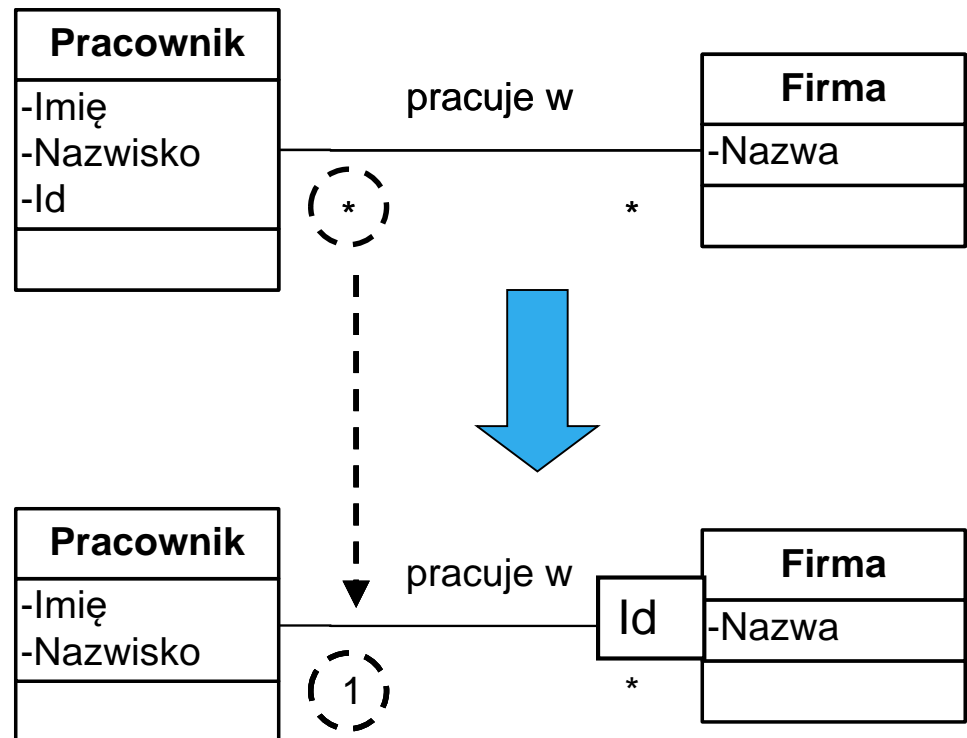 Pracownik
-Imię
-Nazwisko
-Id
pracuje w
Firma
-Nazwa
*
*
Pracownik
-Imię
-Nazwisko
pracuje w
Id
Firma
-Nazwa
1
*